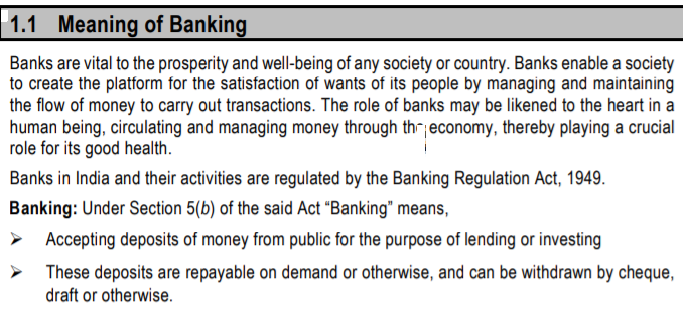 1.1 Meaning of Banking
Banks are vital to the prosperity and well-being of any society or country. Banks enable a society
to create the platform for the satisfaction of wants of its people by managing and maintaining
the flow of money to carry out transactions. The role of banks may be likened to the heart in a
human being, circulating and managing money through the economy, thereby playing a crucial
role for its good health.
Banks in India and their activities are regulated by the Banking Regulation Act, 1949.
Banking: Under Section 5(b) of the said Act “Banking” means,
➢ Accepting deposits of money from public for the purpose of lending or investing
➢ These deposits are repayable on demand or otherwise, and can be withdrawn by cheque,
draft or otherwise.